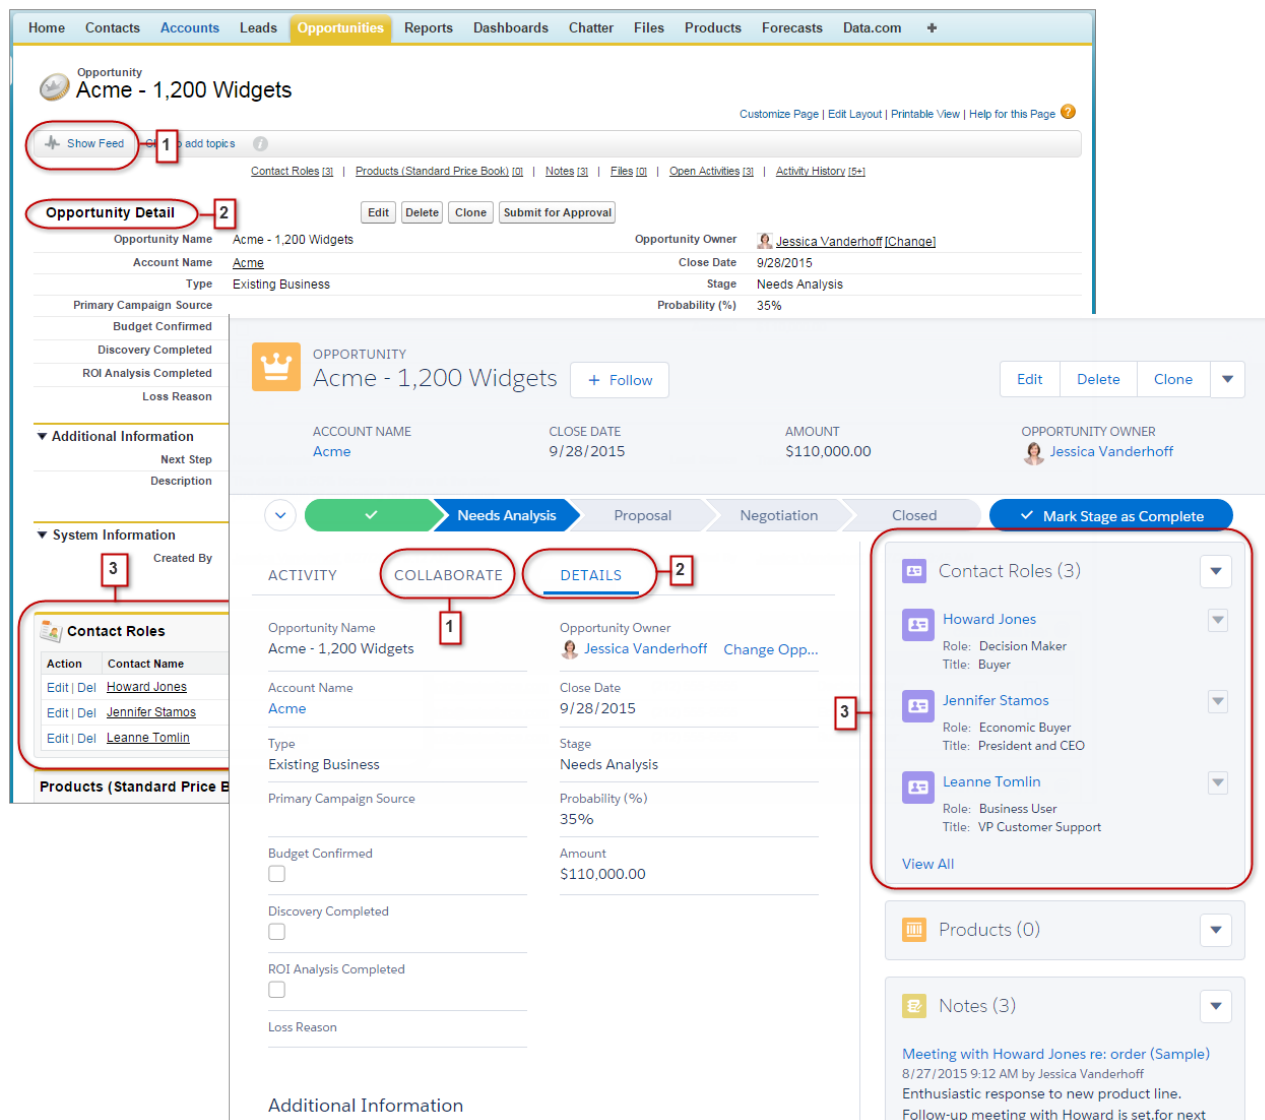 Home Contacts Accounts Leads Opportunities Reports Dashboards Chatter Files Products Forecasts Data.com +
Opportunity
Acme - 1,200 Widgets
Customize Page | Edit Layout | Printable View | Help for this Page ?
Show Feed 1 add topics i
Contact Roles [3] | Products (Standard Price Book) [0] | Notes [3] | Files [0] | Open Activities [3] | Activity History [5+]
Opportunity Detail 2 Edit Delete Clone Submit for Approval
Opportunity Name Acme - 1,200 Widgets Opportunity Owner Jessica Vanderhoff [Change]
Account Name Acme Close Date 9/28/2015
Type Existing Business Stage Needs Analysis
Primary Campaign Source Probability (%) 35%
Budget Confirmed
Discovery Completed
ROI Analysis Completed
Loss Reason
Additional Information
Next Step
Description
System Information
Created By
3
Contact Roles
Action Contact Name
Edit | Del Howard Jones
Edit | Del Jennifer Stamos
Edit | Del Leanne Tomlin
Products (Standard Price B
OPPORTUNITY
Acme - 1,200 Widgets + Follow Edit Delete Clone
ACCOUNT NAME CLOSE DATE AMOUNT OPPORTUNITY OWNER
Acme 9/28/2015 $110,000.00 Jessica Vanderhoff
Needs Analysis Proposal Negotiation Closed Mark Stage as Complete
ACTIVITY COLLABORATE DETAILS 2
1
Opportunity Name Opportunity Owner
Acme - 1,200 Widgets Jessica Vanderhoff Change Opp...
Account Name Close Date
Acme 9/28/2015
Type Stage
Existing Business Needs Analysis
Primary Campaign Source Probability (%)
35%
Budget Confirmed Amount
$110,000.00
Discovery Completed
ROI Analysis Completed
Loss Reason
Additional Information
3
Contact Roles (3)
Howard Jones
Role: Decision Maker
Title: Buyer
Jennifer Stamos
Role: Economic Buyer
Title: President and CEO
Leanne Tomlin
Role: Business User
Title: VP Customer Support
View All
Products (0)
Notes (3)
Meeting with Howard Jones re: order (Sample)
8/27/2015 9:12 AM by Jessica Vanderhoff
Enthusiastic response to new product line.
Follow-up meeting with Howard is set for next